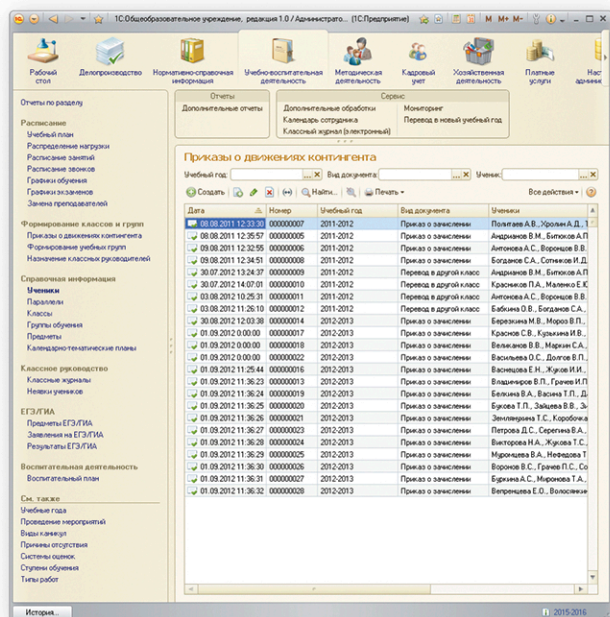 1С:Общеобразовательное учреждение, редакция 1.0 / Администрато... (1С:Предприятие)
M M+ M-
Рабочий стол
Делопроизводство
Нормативно-справочная информация
Учебно-воспитательная деятельность
Методическая деятельность
Кадровый учет
Хозяйственная деятельность
Платные услуги
Отчеты по разделу
Расписание
Учебный план
Распределение нагрузки
Расписание занятий
Расписание звонков
Графики обучения
Графики экзаменов
Замена преподавателей
Формирование классов и групп
Приказы о движениях контингента
Формирование учебных групп
Назначение классных руководителей
Справочная информация
Ученики
Параллели
Классы
Группы обучения
Предметы
Календарно-тематические планы
Классное руководство
Классные журналы
Неявки учеников
ЕГЭ/ГИА
Предметы ЕГЭ/ГИА
Заявления на ЕГЭ/ГИА
Результаты ЕГЭ/ГИА
Воспитательная деятельность
Воспитательный план
См. также
Учебные года
Проведение мероприятий
Виды каникул
Причины отсутствия
Системы оценок
Ступени обучения
Типы работ
Отчеты
Дополнительные отчеты
Сервис
Дополнительные обработки
Мониторинг
Календарь сотрудника
Перевод в новый учебный год
Классный журнал (электронный)
Приказы о движениях контингента
Учебный год: ... x Вид документа: ... x Ученик: ... x
Создать Найти... Печать Все действия
Дата Номер Учебный год Вид документа Ученики
08.08.2011 12:33:30 000000007 2011-2012 Приказ о зачислении Политаев А.В., Хролин А.Д.,
08.08.2011 12:35:57 000000005 2011-2012 Приказ о зачислении Андрианов В.М., Битюков А.П
09.08.2011 12:32:55 000000006 2011-2012 Приказ о зачислении Антонова А.С., Воронцов В.В.
09.08.2011 12:34:51 000000008 2011-2012 Приказ о зачислении Богданов С.А., Сотников И.Д.
30.07.2012 13:24:37 000000009 2011-2012 Перевод в другой класс Андрианов В.М., Битюков А.П
30.07.2012 14:07:01 000000010 2011-2012 Перевод в другой класс Красников П.А., Маленко Е.Ю
03.08.2012 10:25:31 000000011 2011-2012 Перевод в другой класс Антонова А.С., Воронцов В.В.
03.08.2012 11:26:10 000000012 2011-2012 Перевод в другой класс Бабкина О.В., Богданов С.А.,
30.08.2012 12:03:38 000000014 2012-2013 Приказ о зачислении Березкина М.В., Мороз В.П.,
01.09.2012 0:00:00 000000017 2012-2013 Приказ о зачислении Краснов С.В., Кузькина И.В.,
01.09.2012 0:00:00 000000018 2012-2013 Приказ о зачислении Великанов В.В., Маркин С.А.,
01.09.2012 0:00:00 000000022 2012-2013 Приказ о зачислении Васильева О.С., Долгов В.П.,
01.09.2012 11:25:44 000000016 2012-2013 Приказ о зачислении Васнецова Е.Н., Жуков И.И.,
01.09.2012 11:36:23 000000013 2012-2013 Приказ о зачислении Владимиров В.П., Грачев И.П
01.09.2012 11:36:24 000000019 2012-2013 Приказ о зачислении Белкина В.А., Васина Т.П.,
01.09.2012 11:36:25 000000020 2012-2013 Приказ о зачислении Букова Т.П., Зайцева В.В.,
01.09.2012 11:36:26 000000021 2012-2013 Приказ о зачислении Земляничкина Т.С., Коробочка
01.09.2012 11:36:27 000000023 2012-2013 Приказ о зачислении Петрова Д.С., Серегина В.А.,
01.09.2012 11:36:28 000000024 2012-2013 Приказ о зачислении Викторова Н.А., Жукова Т.С.,
01.09.2012 11:36:29 000000025 2012-2013 Приказ о зачислении Муромцева В.А., Нефедова Т
01.09.2012 11:36:30 000000026 2012-2013 Приказ о зачислении Воронов В.С., Грачев П.С., Со
01.09.2012 11:36:31 000000027 2012-2013 Приказ о зачислении Буркина А.С., Миронова Т.А.,
01.09.2012 11:36:32 000000028 2012-2013 Приказ о зачислении Вепренцева Е.О., Волосянкин
История...
2015-2016